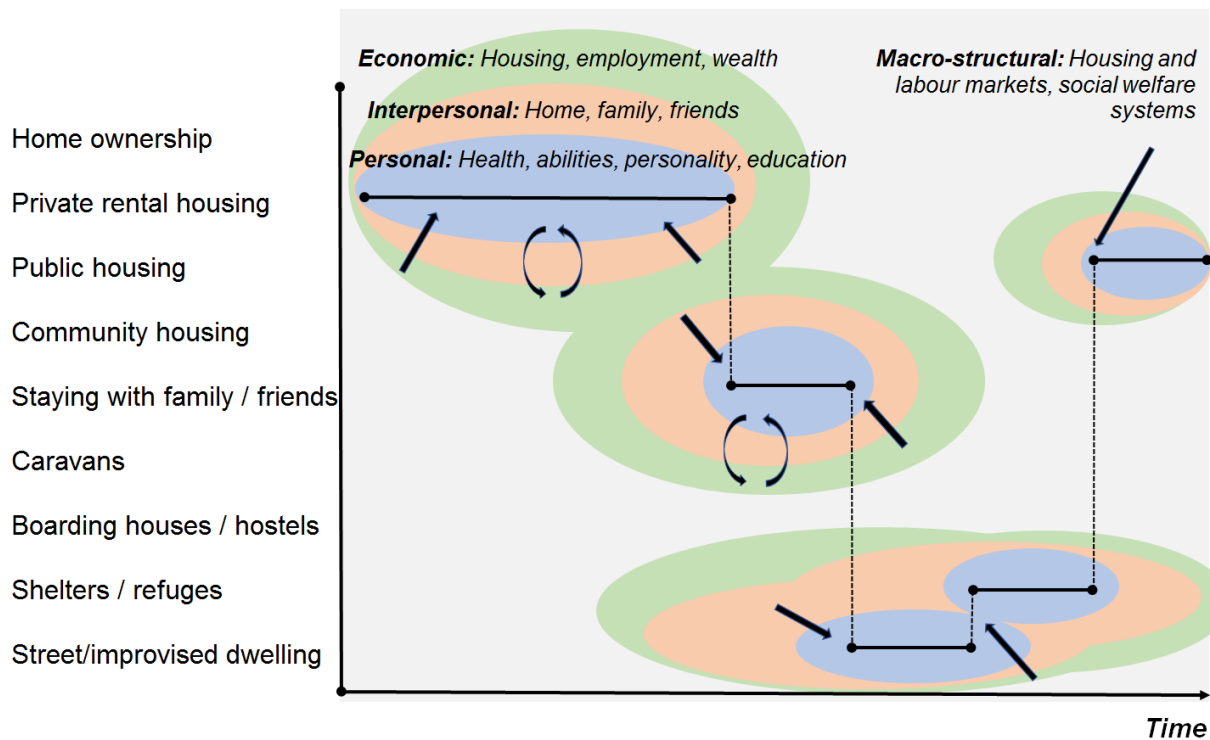 Economic: Housing, employment, wealth
Interpersonal: Home, family, friends
Personal: Health, abilities, personality, education
Macro-structural: Housing and
labour markets, social welfare
systems
Home ownership
Private rental housing
Public housing
Community housing
Staying with family / friends
Caravans
Boarding houses / hostels
Shelters / refuges
Street/improvised dwelling
Time